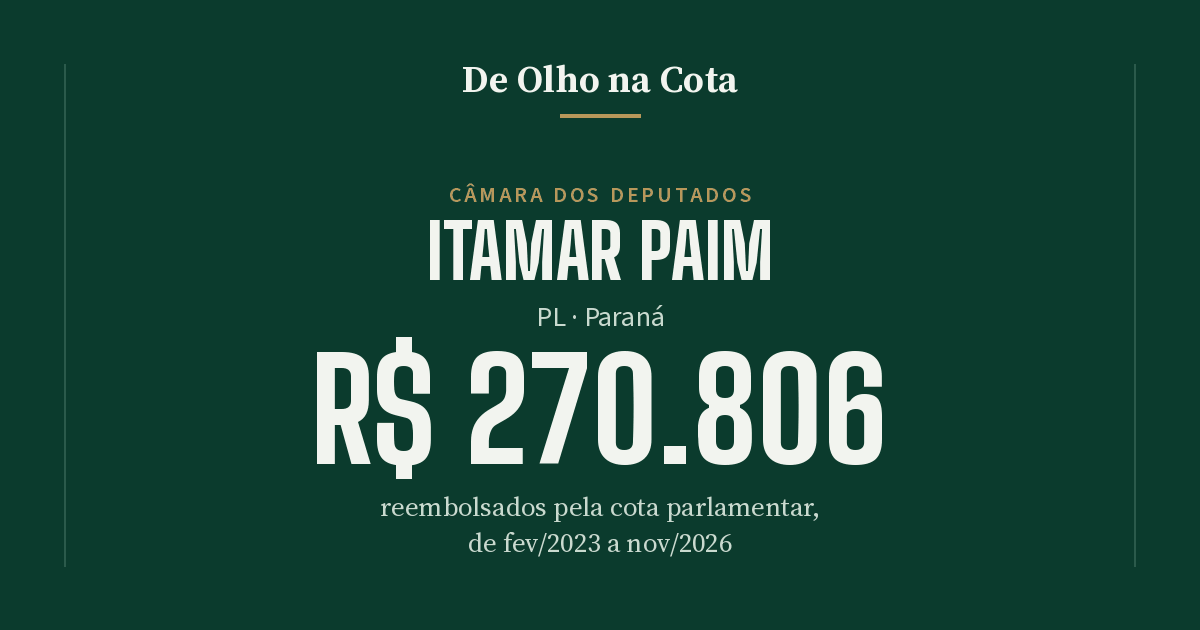 De Olho na Cota
CÂMARA DOS DEPUTADOS
ITAMAR PAIM
PL · Paraná
R$ 270.806
reembolsados pela cota parlamentar,
de fev/2023 a nov/2026